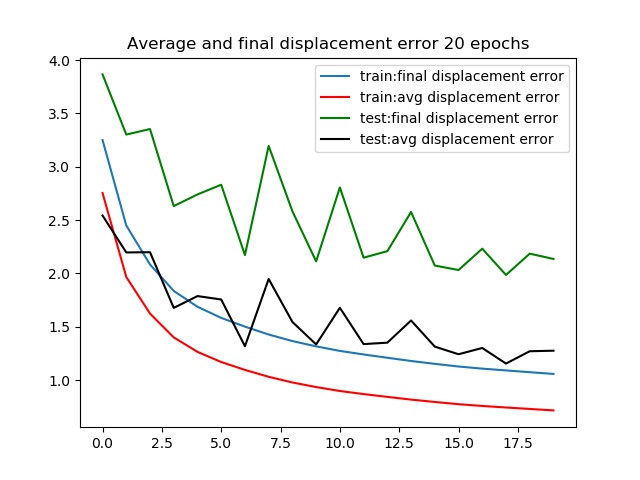 Average and final displacement error 20 epochs
train:final displacement error
train:avg displacement error
test:final displacement error
test:avg displacement error
4.0
3.5
3.0
2.5
2.0
1.5
1.0
0.0 2.5 5.0 7.5 10.0 12.5 15.0 17.5